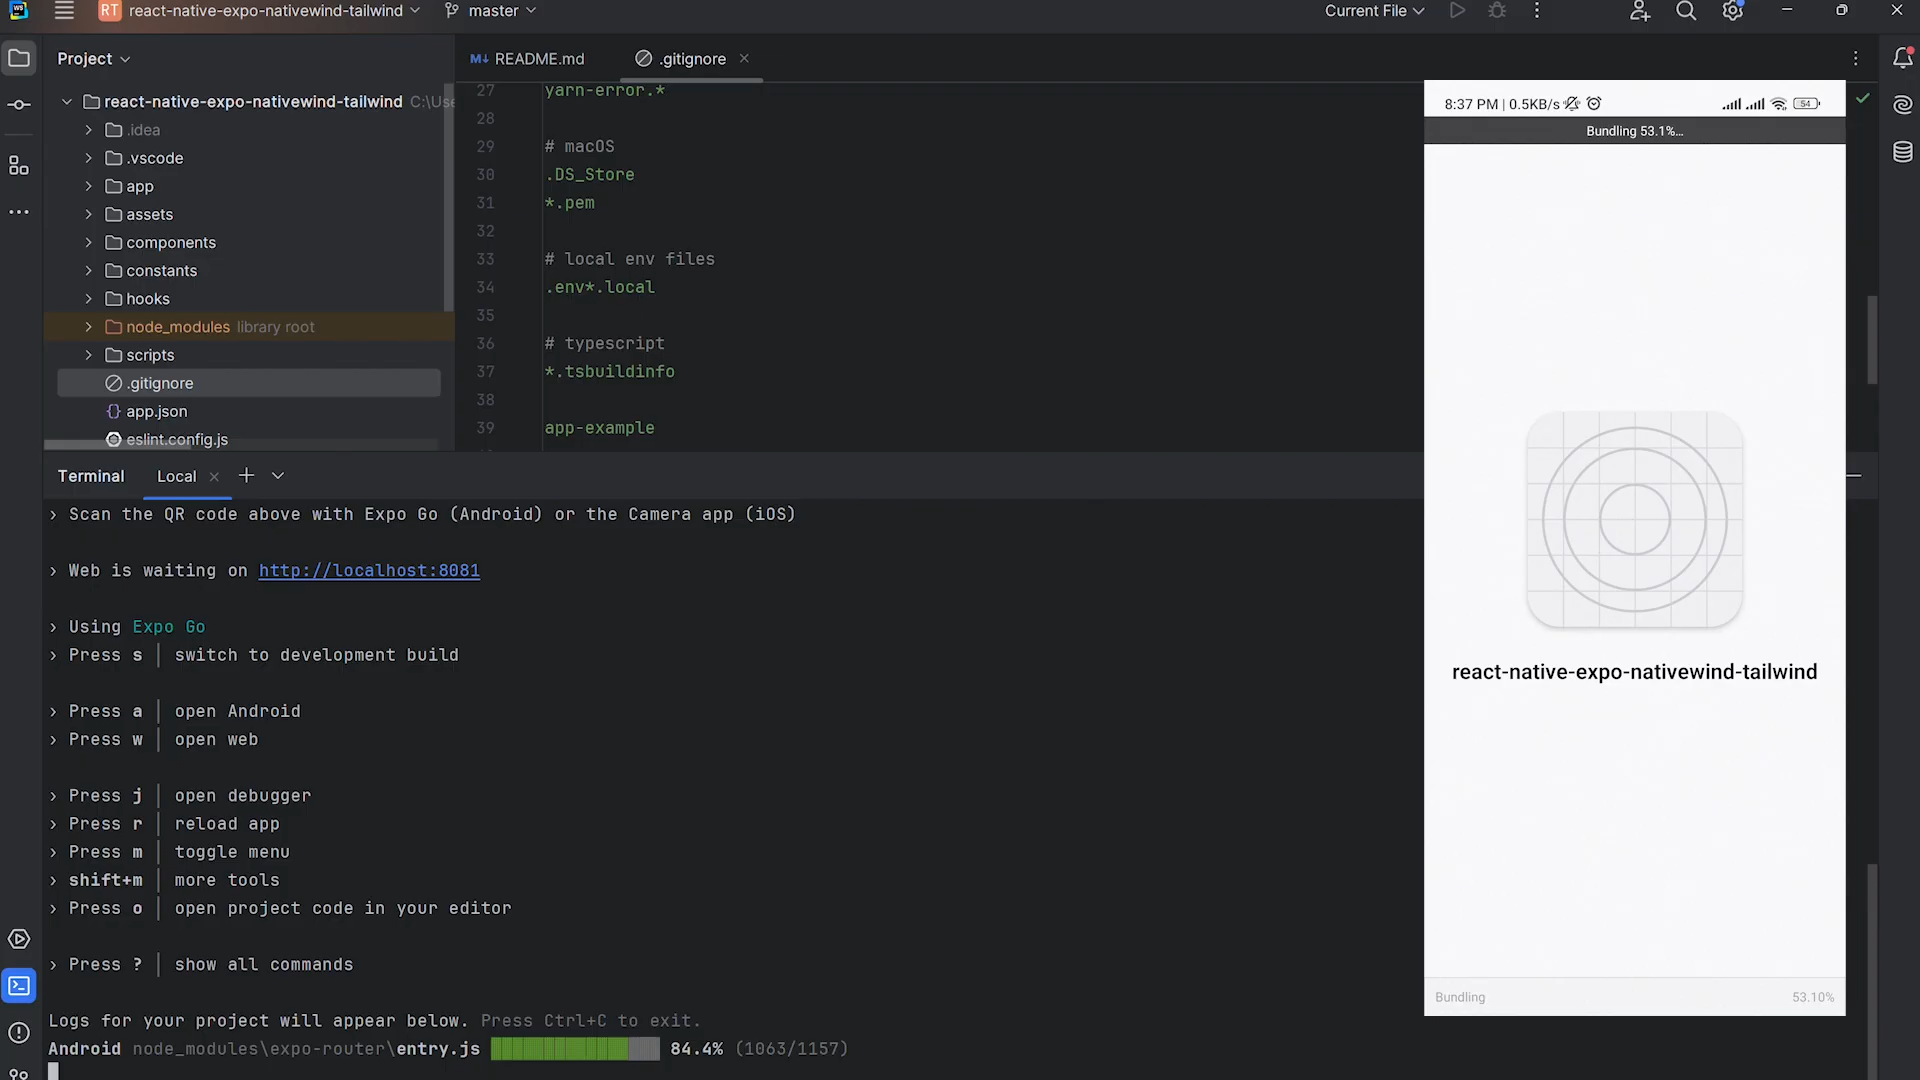 WS
RT react-native-expo-nativewind-tailwind
master
Current File
Project
react-native-expo-nativewind-tailwind C:\Use
.idea
.vscode
app
assets
components
constants
hooks
node_modules library root
scripts
.gitignore
app.json
eslint.config.js
M↓ README.md
.gitignore
27 yarn-error.*
28
29 # macOS
30 .DS_Store
31 *.pem
32
33 # local env files
34 .env*.local
35
36 # typescript
37 *.tsbuildinfo
38
39 app-example
Terminal
Local
› Scan the QR code above with Expo Go (Android) or the Camera app (iOS)
› Web is waiting on http://localhost:8081
› Using Expo Go
› Press s │ switch to development build
› Press a │ open Android
› Press w │ open web
› Press j │ open debugger
› Press r │ reload app
› Press m │ toggle menu
› shift+m │ more tools
› Press o │ open project code in your editor
› Press ? │ show all commands
Logs for your project will appear below. Press Ctrl+C to exit.
Android node_modules\expo-router\entry.js 84.4% (1063/1157)
8:37 PM | 0.5KB/s
54
Bundling 53.1%...
react-native-expo-nativewind-tailwind
Bundling 53.10%